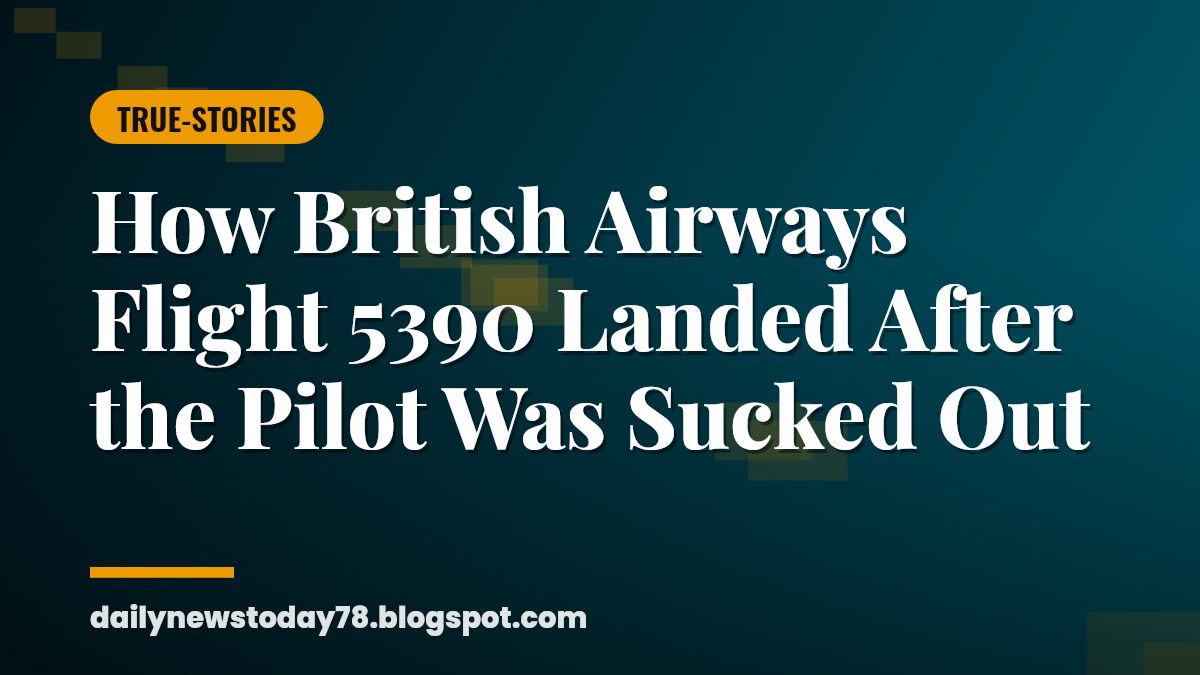 TRUE-STORIES
How British Airways
Flight 5390 Landed After
the Pilot Was Sucked Out
dailynewstoday78.blogspot.com